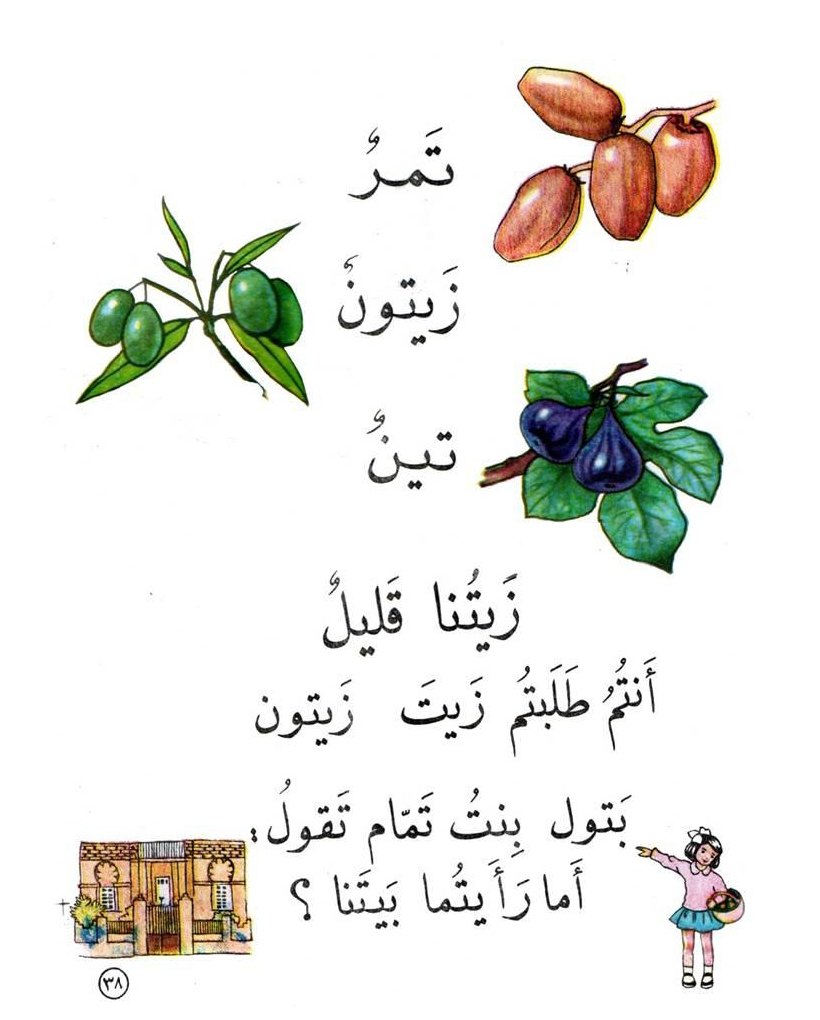 تَمرٌ
زَيتونٌ
تينٌ
زَيتُنا قَليلٌ
أَنتُمُ طَلَبتُم زَيتَ زَيتون
بَتول بِنتُ تَمّام تَقولُ:
أَما رَأَيتُما بَيَتَنا ؟
٣٨